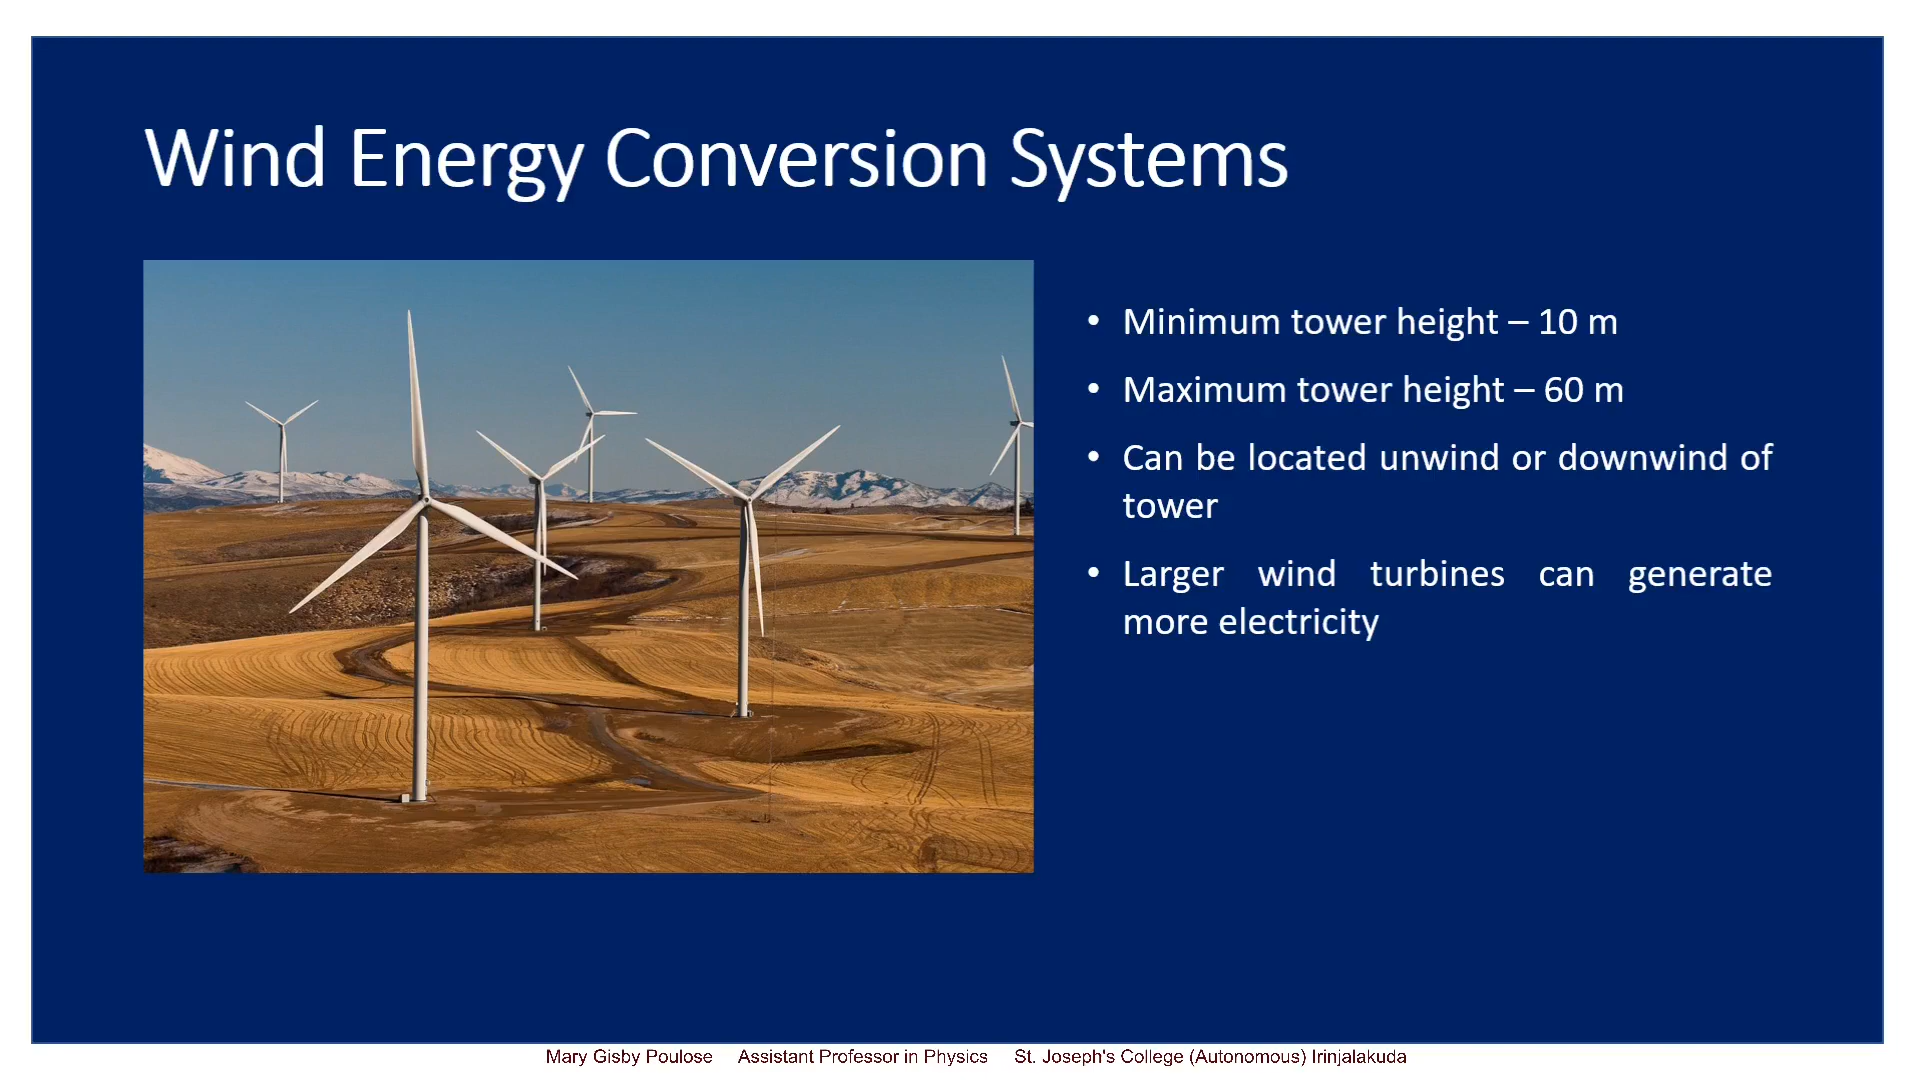 Wind Energy Conversion Systems
• Minimum tower height – 10 m
• Maximum tower height – 60 m
• Can be located unwind or downwind of
tower
• Larger wind turbines can generate
more electricity
Mary Gisby Poulose Assistant Professor in Physics St. Joseph's College (Autonomous) Irinjalakuda